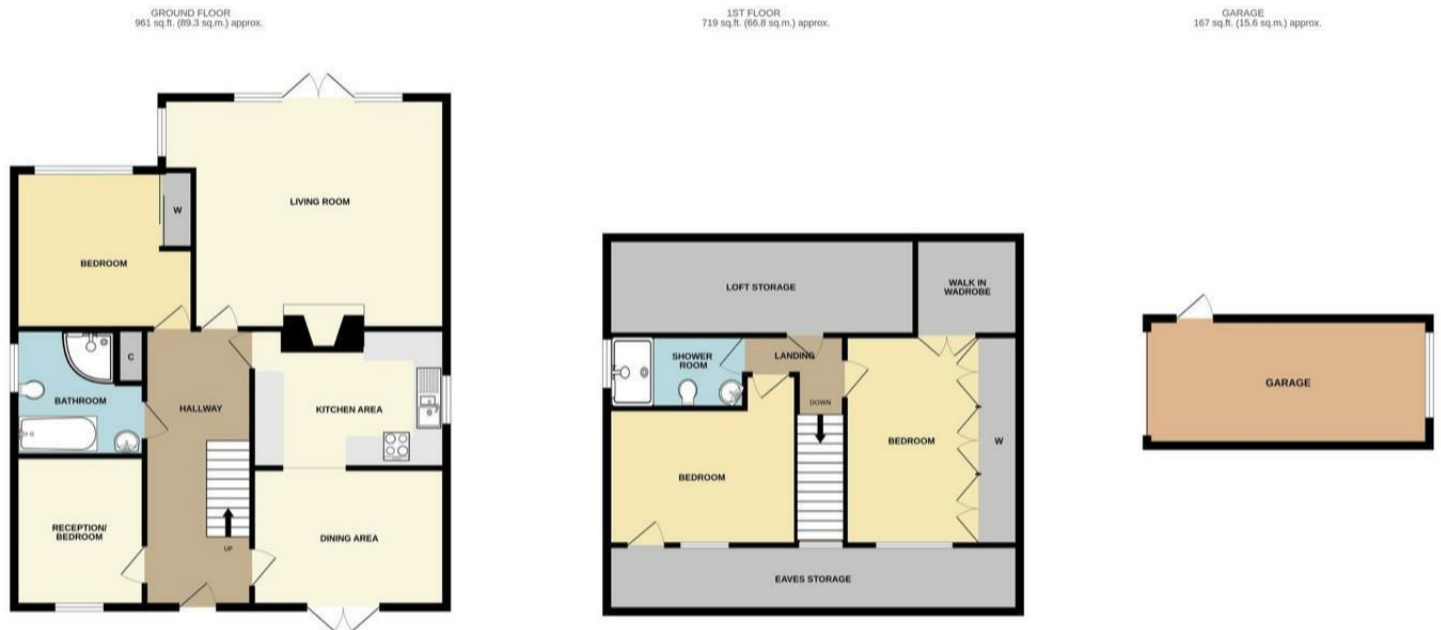 GROUND FLOOR
961 sq.ft. (89.3 sq.m.) approx.
LIVING ROOM
W
BEDROOM
C
BATHROOM
HALLWAY
KITCHEN AREA
RECEPTION/
BEDROOM
UP
DINING AREA
1ST FLOOR
719 sq.ft. (66.8 sq.m.) approx.
LOFT STORAGE
WALK IN
WADROBE
SHOWER
ROOM
LANDING
DOWN
BEDROOM
W
BEDROOM
EAVES STORAGE
GARAGE
167 sq.ft. (15.6 sq.m.) approx.
GARAGE